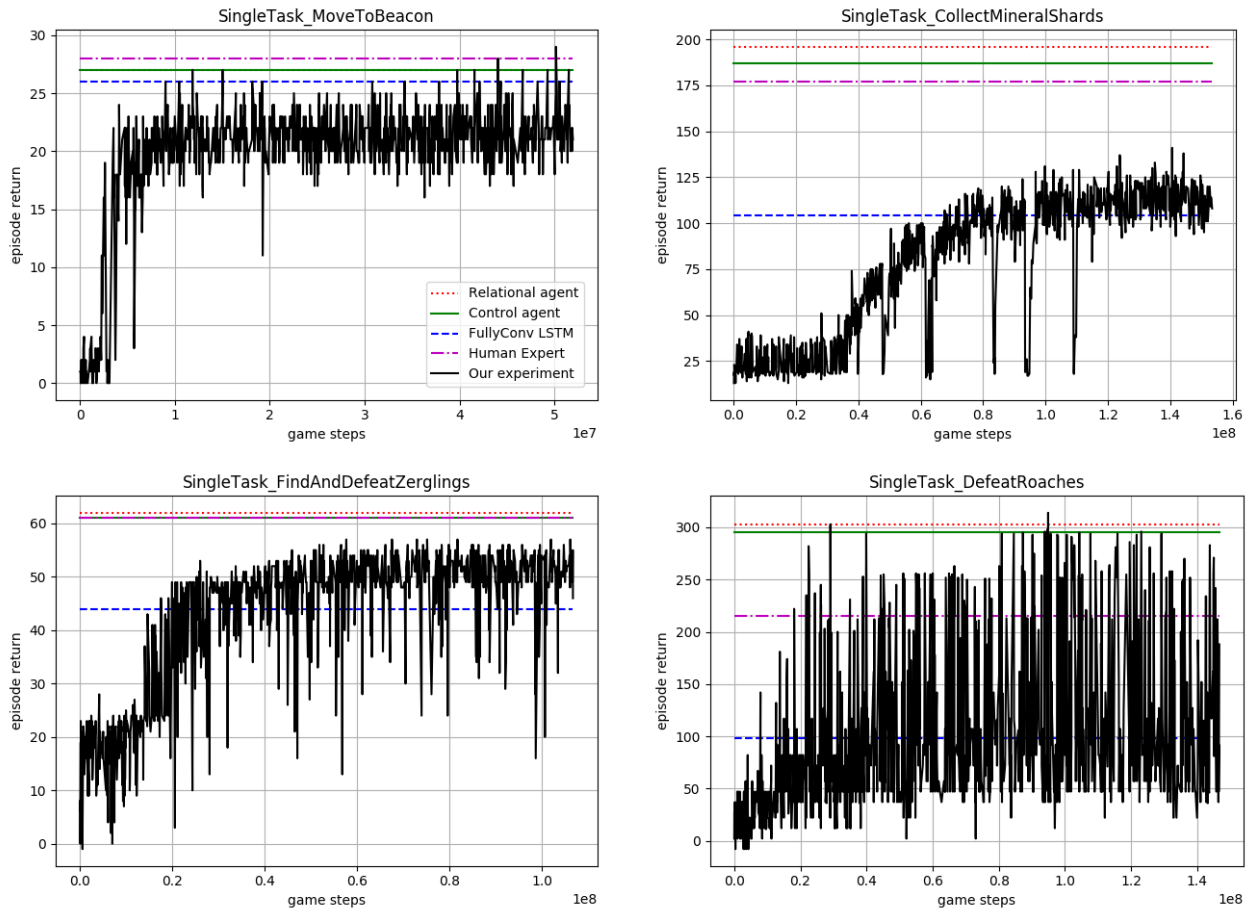 SingleTask_MoveToBeacon
30
25
20
15
10
5
0
episode return
Relational agent
Control agent
FullyConv LSTM
Human Expert
Our experiment
0 1 2 3 4 5
1e7
game steps
SingleTask_CollectMineralShards
200
175
150
125
100
75
50
25
episode return
0.0 0.2 0.4 0.6 0.8 1.0 1.2 1.4 1.6
1e8
game steps
SingleTask_FindAndDefeatZerglings
60
50
40
30
20
10
0
episode return
0.0 0.2 0.4 0.6 0.8 1.0
1e8
game steps
SingleTask_DefeatRoaches
300
250
200
150
100
50
0
episode return
0.0 0.2 0.4 0.6 0.8 1.0 1.2 1.4
1e8
game steps